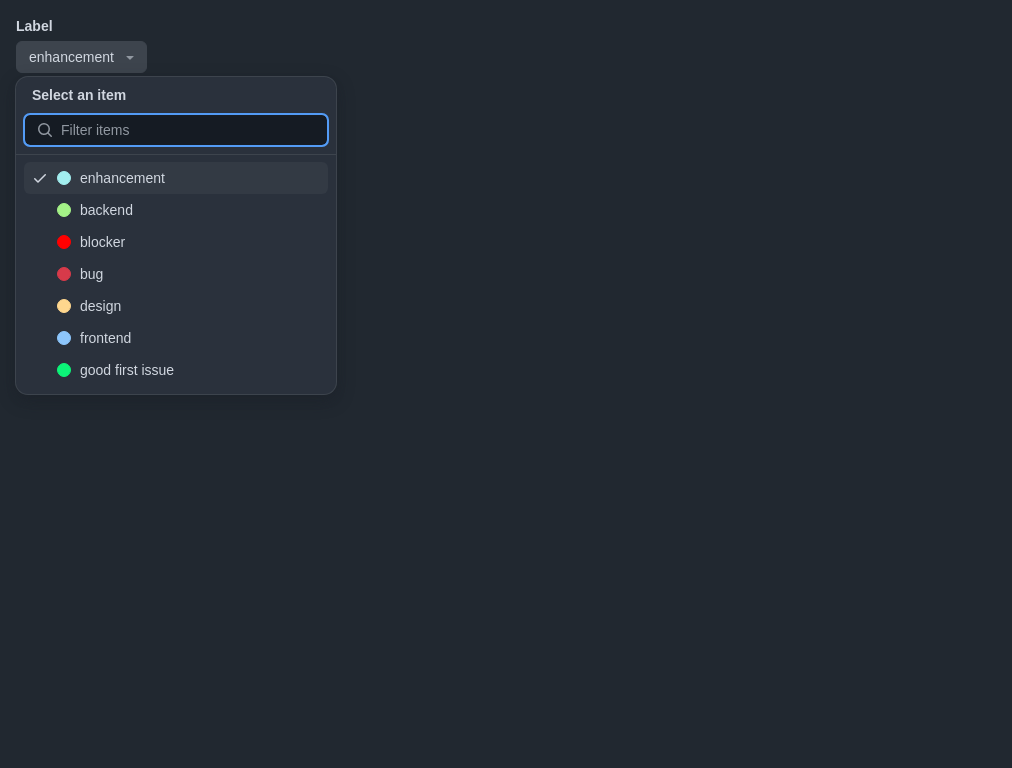 Label
enhancement
Select an item
Filter items
enhancement
backend
blocker
bug
design
frontend
good first issue